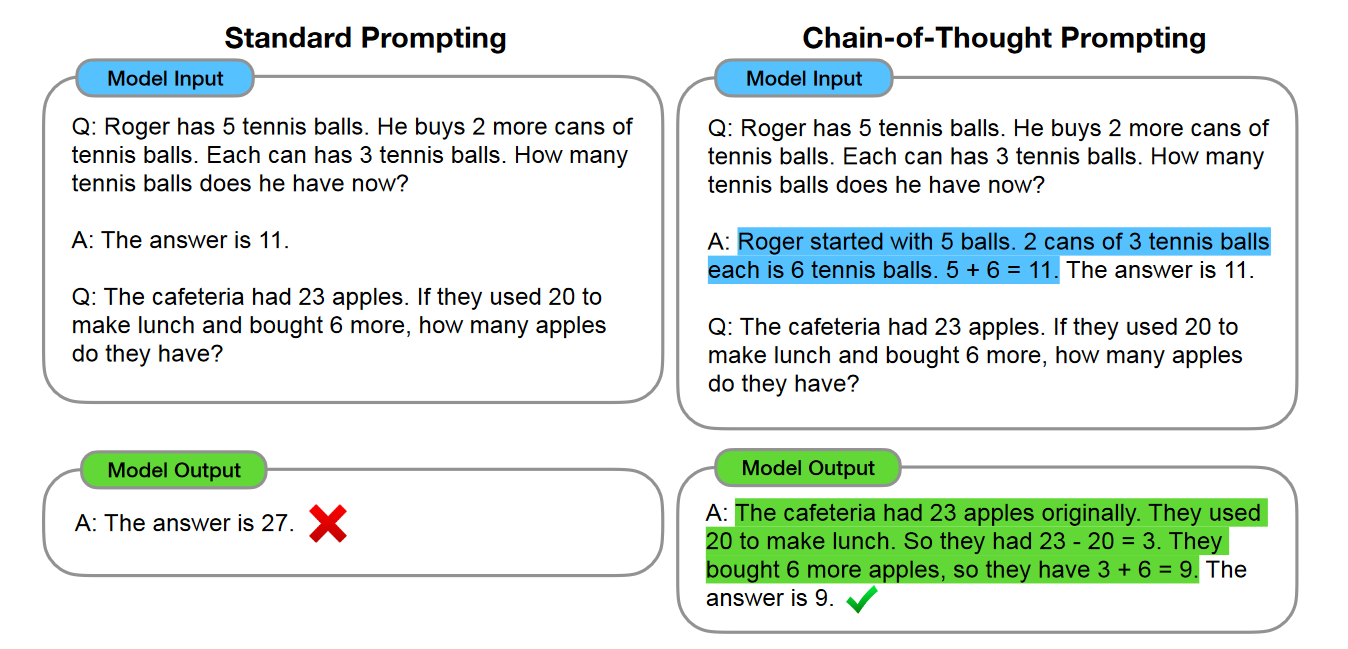 Standard Prompting
Model Input
Q: Roger has 5 tennis balls. He buys 2 more cans of
tennis balls. Each can has 3 tennis balls. How many
tennis balls does he have now?
A: The answer is 11.
Q: The cafeteria had 23 apples. If they used 20 to
make lunch and bought 6 more, how many apples
do they have?
Model Output
A: The answer is 27.
Chain-of-Thought Prompting
Model Input
Q: Roger has 5 tennis balls. He buys 2 more cans of
tennis balls. Each can has 3 tennis balls. How many
tennis balls does he have now?
A: Roger started with 5 balls. 2 cans of 3 tennis balls
each is 6 tennis balls. 5 + 6 = 11. The answer is 11.
Q: The cafeteria had 23 apples. If they used 20 to
make lunch and bought 6 more, how many apples
do they have?
Model Output
A: The cafeteria had 23 apples originally. They used
20 to make lunch. So they had 23 - 20 = 3. They
bought 6 more apples, so they have 3 + 6 = 9. The
answer is 9.